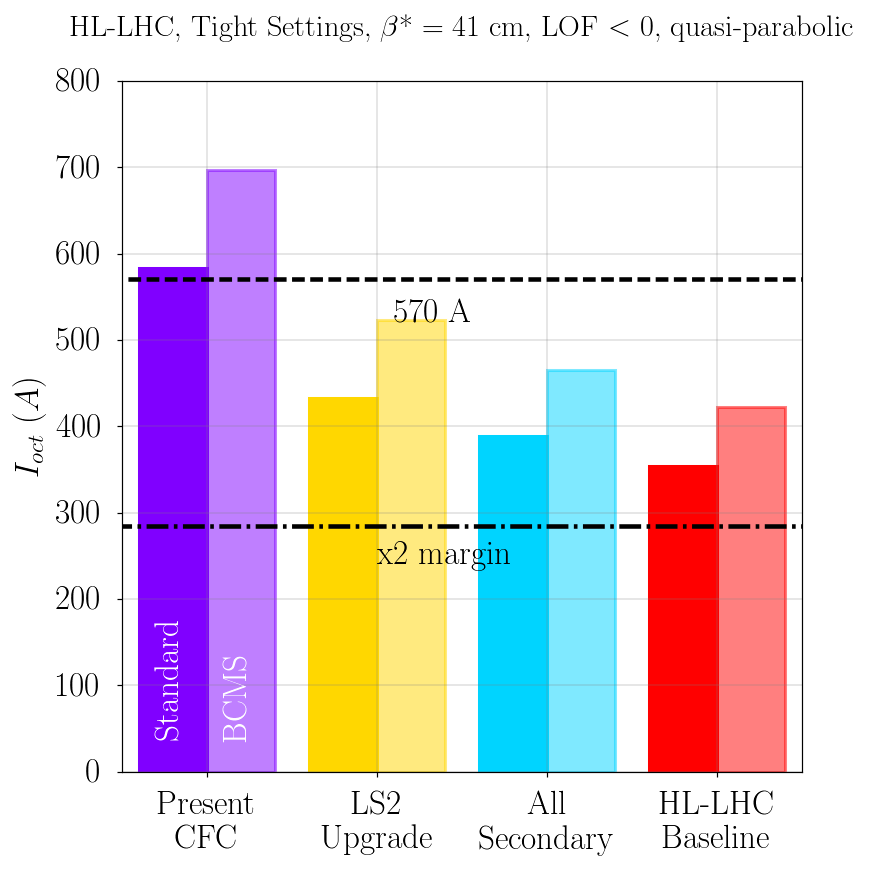 HL-LHC, Tight Settings, β* = 41 cm, LOF < 0, quasi-parabolic
800
700
600
500
400
300
200
100
0
I_oct (A)
570 A
x2 margin
Standard
BCMS
Present
CFC
LS2
Upgrade
All
Secondary
HL-LHC
Baseline